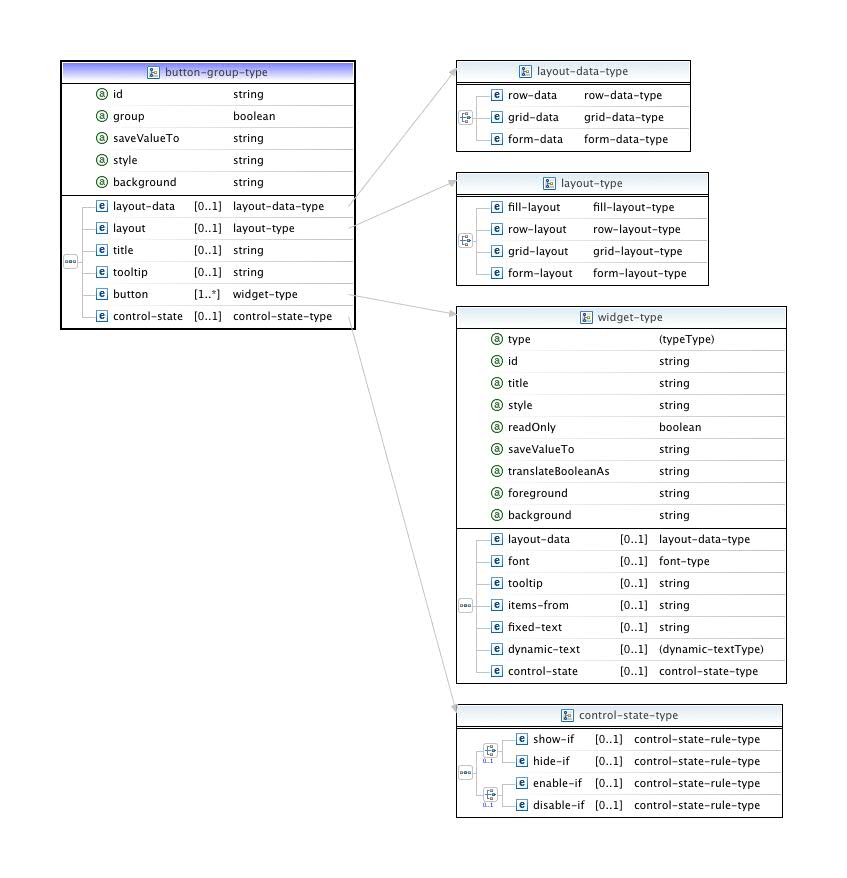 button-group-type
id string
group boolean
saveValueTo string
style string
background string
layout-data [0..1] layout-data-type
layout [0..1] layout-type
title [0..1] string
tooltip [0..1] string
button [1..*] widget-type
control-state [0..1] control-state-type
layout-data-type
row-data row-data-type
grid-data grid-data-type
form-data form-data-type
layout-type
fill-layout fill-layout-type
row-layout row-layout-type
grid-layout grid-layout-type
form-layout form-layout-type
widget-type
type (typeType)
id string
title string
style string
readOnly boolean
saveValueTo string
translateBooleanAs string
foreground string
background string
layout-data [0..1] layout-data-type
font [0..1] font-type
tooltip [0..1] string
items-from [0..1] string
fixed-text [0..1] string
dynamic-text [0..1] (dynamic-textType)
control-state [0..1] control-state-type
control-state-type
show-if [0..1] control-state-rule-type
0..1
hide-if [0..1] control-state-rule-type
enable-if [0..1] control-state-rule-type
0..1
disable-if [0..1] control-state-rule-type